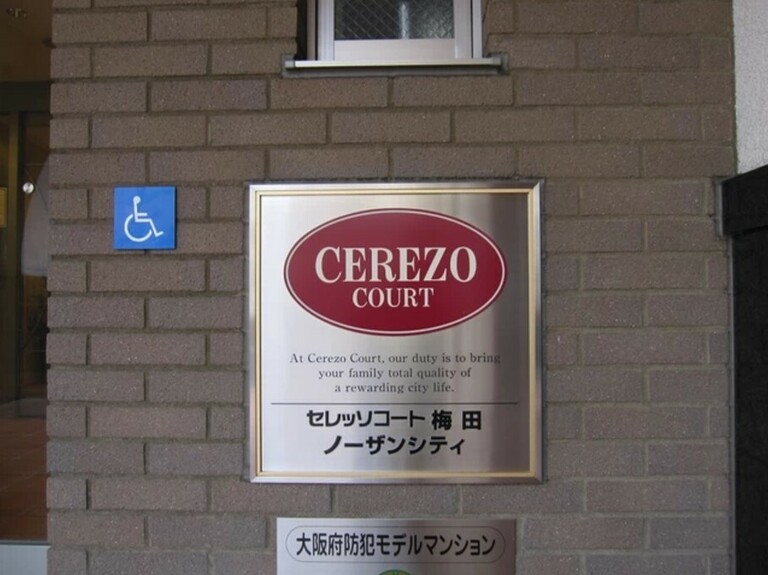 CEREZO
COURT
At Cerezo Court, our duty is to bring
your family total quality of
a rewarding city life.
セレッソコート 梅田
ノーザンシティ
大阪府防犯モデルマンション